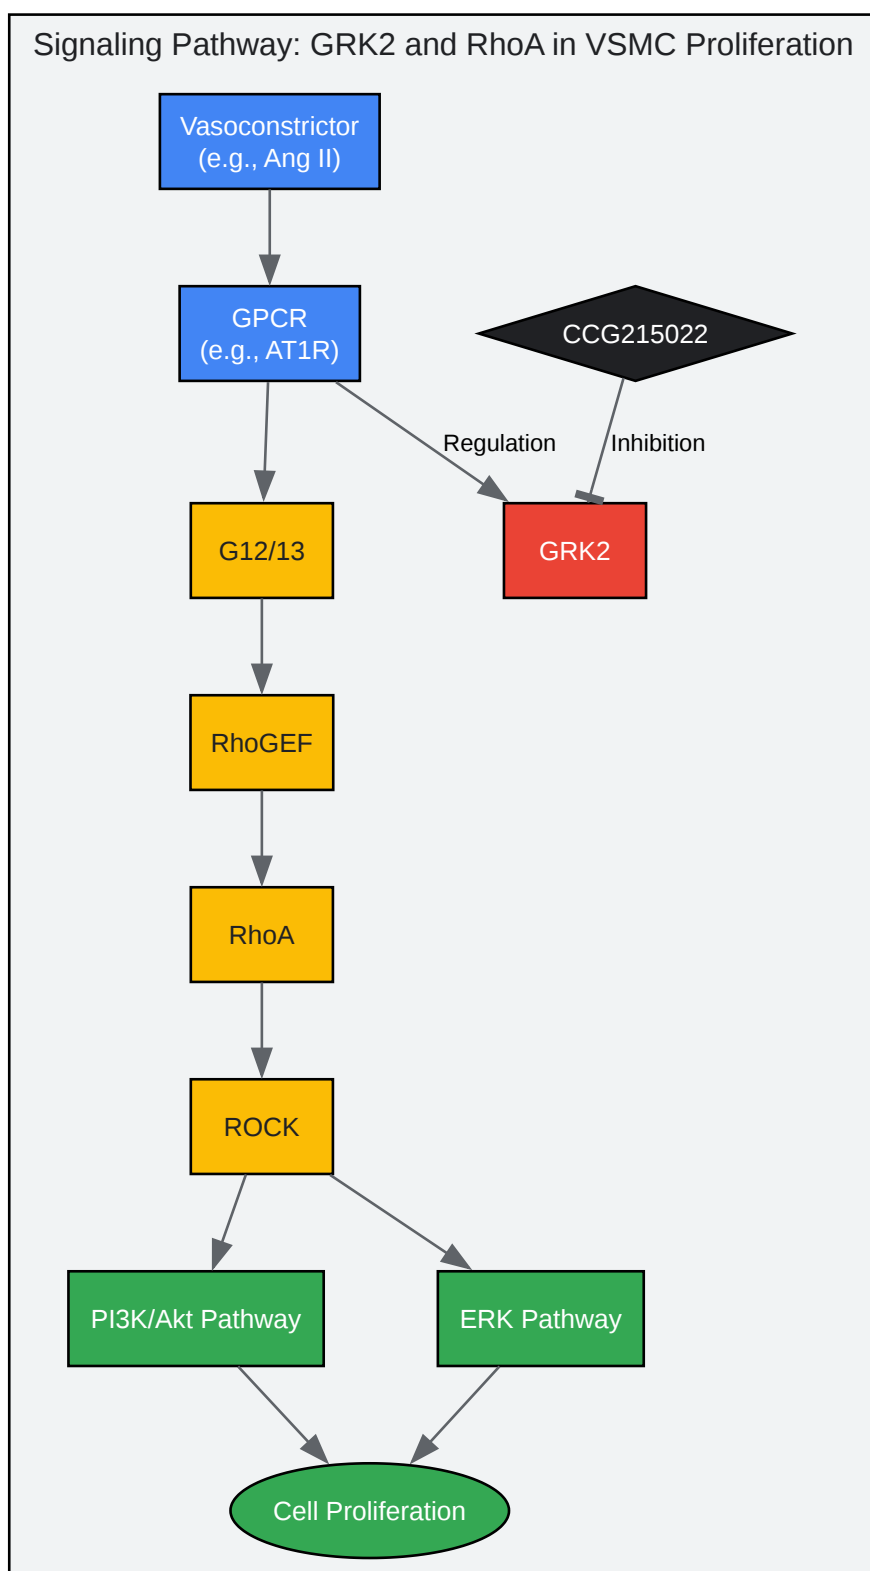 Signaling Pathway: GRK2 and RhoA in VSMC Proliferation
Vasoconstrictor
(e.g., Ang II)
GPCR
(e.g., AT1R)
CCG215022
Regulation
Inhibition
G12/13
GRK2
RhoGEF
RhoA
ROCK
PI3K/Akt Pathway
ERK Pathway
Cell Proliferation